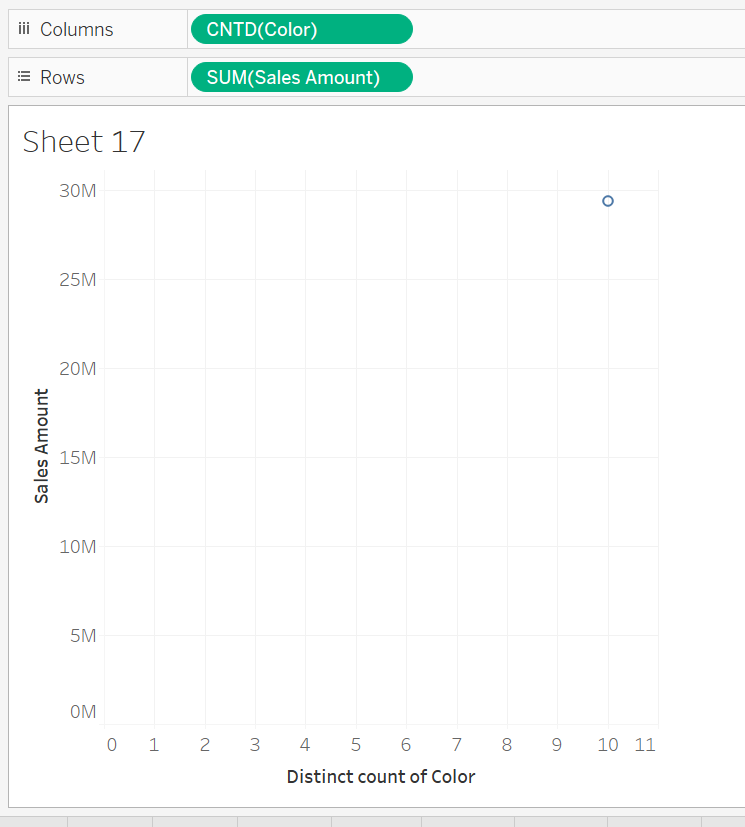 Columns CNTD(Color)
Rows SUM(Sales Amount)
Sheet 17
30M
25M
20M
15M
10M
5M
0M
Sales Amount
0 1 2 3 4 5 6 7 8 9 10 11
Distinct count of Color